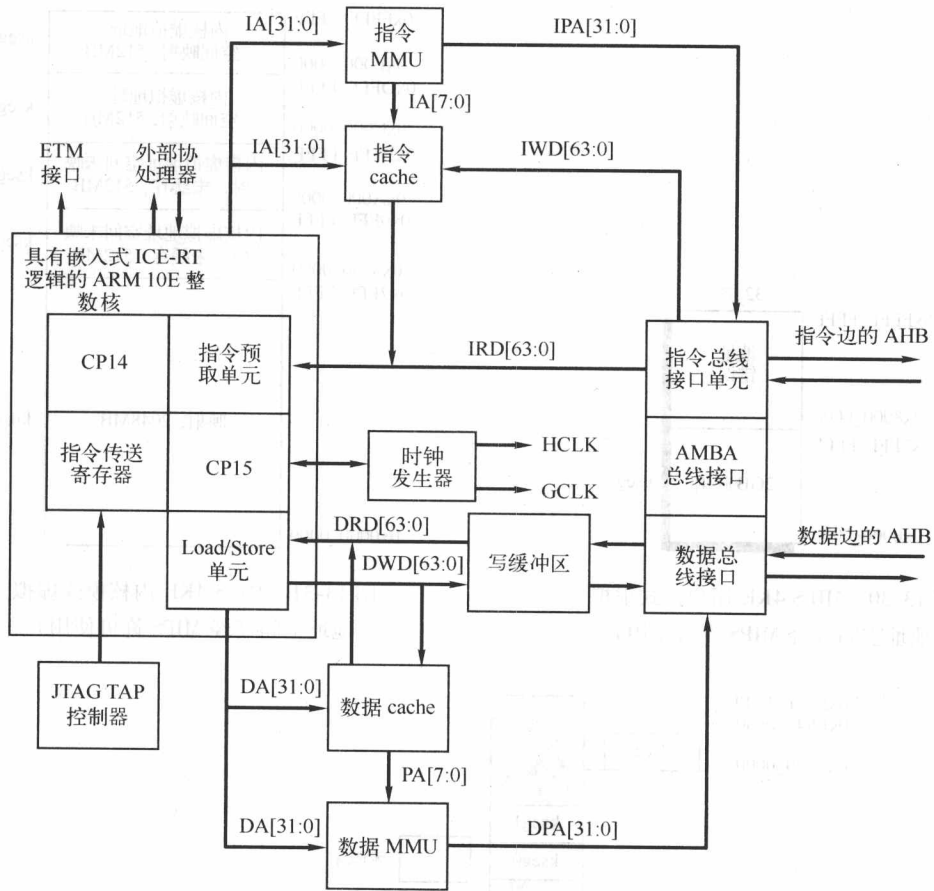 IA[31:0]
指令
MMU
IPA[31:0]
IA[7:0]
ETM
接口
外部协
处理器
IA[31:0]
指令
cache
IWD[63:0]
具有嵌入式 ICE-RT
逻辑的 ARM 10E 整
数核
CP14
指令预
取单元
IRD[63:0]
指令总线
接口单元
指令边的 AHB
指令传送
寄存器
CP15
时钟
发生器
HCLK
GCLK
AMBA
总线接口
Load/Store
单元
DRD[63:0]
DWD[63:0]
写缓冲区
数据总
线接口
数据边的 AHB
JTAG TAP
控制器
DA[31:0]
数据 cache
PA[7:0]
DA[31:0]
数据 MMU
DPA[31:0]